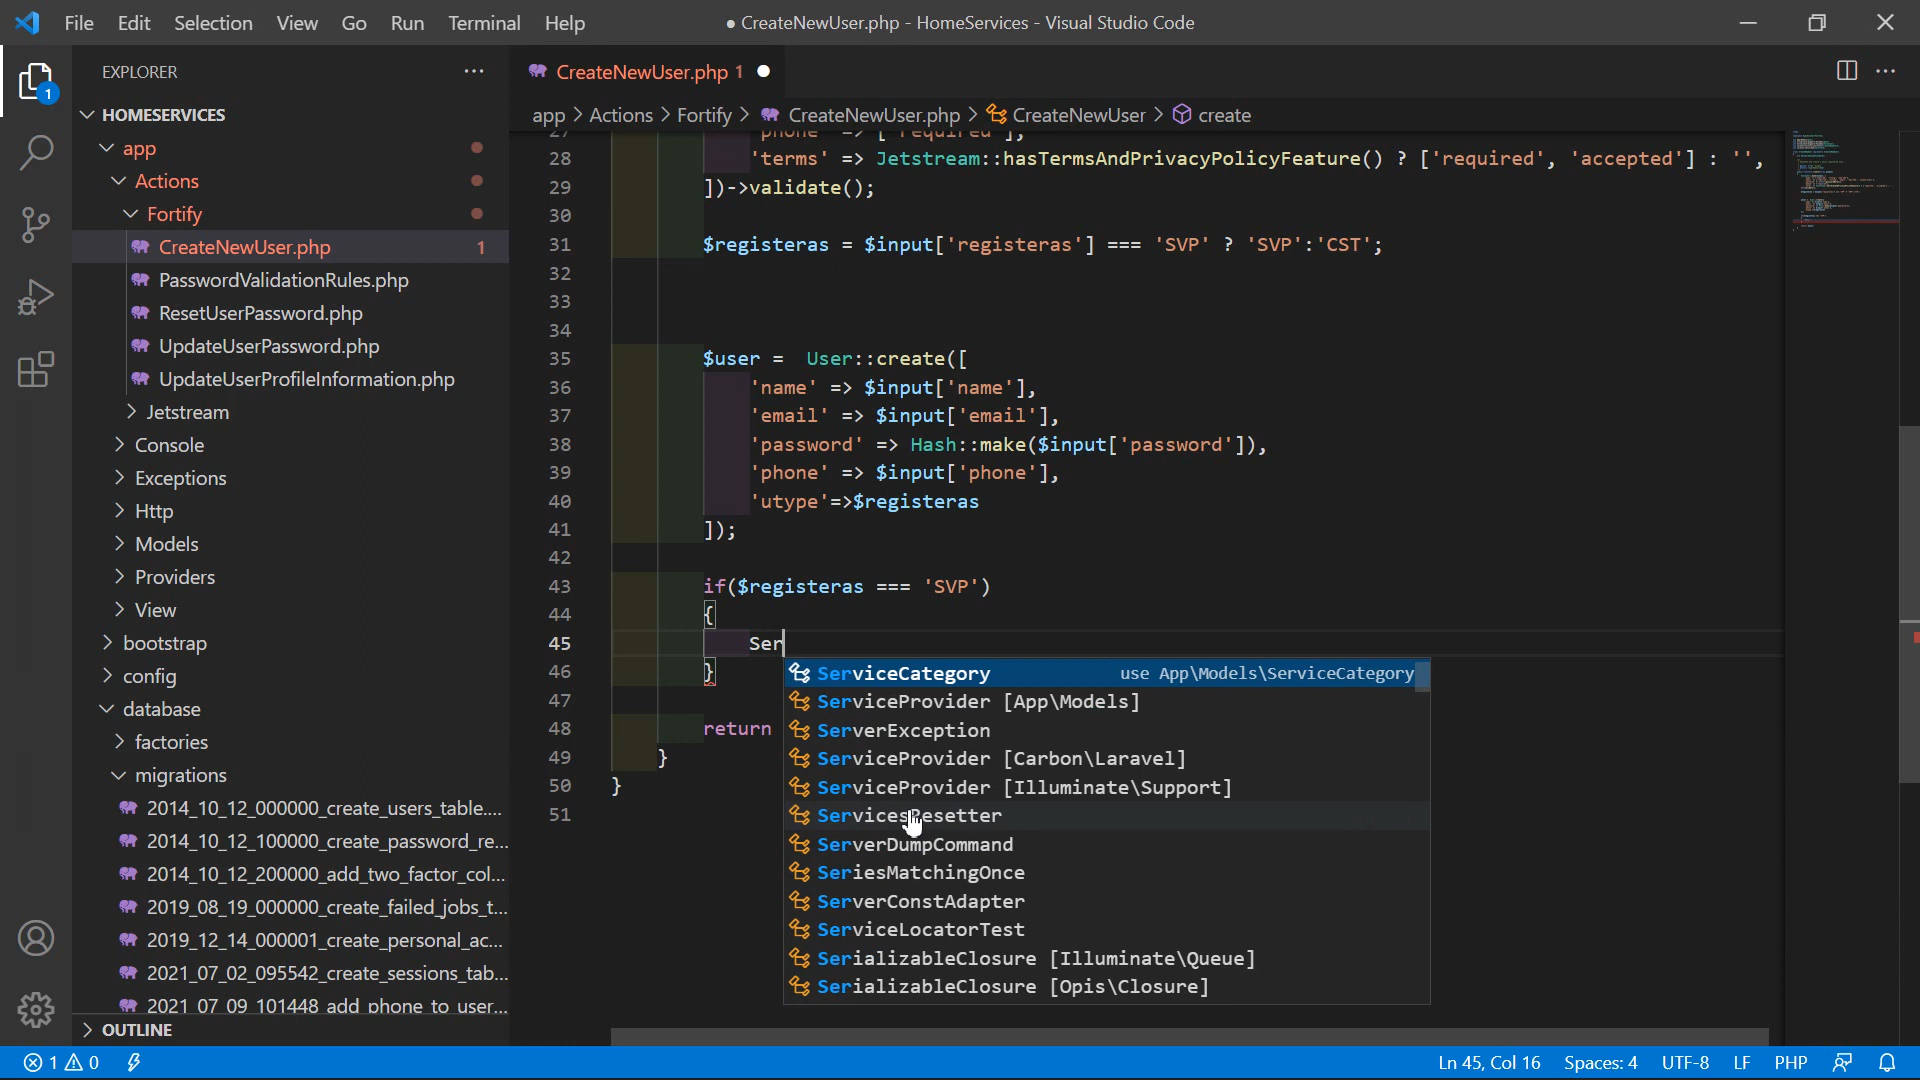 File Edit Selection View Go Run Terminal Help
● CreateNewUser.php - HomeServices - Visual Studio Code
EXPLORER
CreateNewUser.php 1
HOMESERVICES
app > Actions > Fortify > CreateNewUser.php > CreateNewUser > create
app
Actions
Fortify
CreateNewUser.php 1
PasswordValidationRules.php
ResetUserPassword.php
UpdateUserPassword.php
UpdateUserProfileInformation.php
Jetstream
Console
Exceptions
Http
Models
Providers
View
bootstrap
config
database
factories
migrations
2014_10_12_000000_create_users_table....
2014_10_12_100000_create_password_re...
2014_10_12_200000_add_two_factor_col...
2019_08_19_000000_create_failed_jobs_t...
2019_12_14_000001_create_personal_ac...
2021_07_02_095542_create_sessions_tab...
2021_07_09_101448_add_phone_to_user...
OUTLINE
1
27 'phone' => ['required'],
28 'terms' => Jetstream::hasTermsAndPrivacyPolicyFeature() ? ['required', 'accepted'] : '',
29 ])->validate();
30
31 $registeras = $input['registeras'] === 'SVP' ? 'SVP':'CST';
32
33
34
35 $user =  User::create([
36 'name' => $input['name'],
37 'email' => $input['email'],
38 'password' => Hash::make($input['password']),
39 'phone' => $input['phone'],
40 'utype'=>$registeras
41 ]);
42
43 if($registeras === 'SVP')
44 {
45 Ser
46 }
47
48 return
49 }
50 }
51
ServiceCategory use App\Models\ServiceCategory
ServiceProvider [App\Models]
ServerException
ServiceProvider [Carbon\Laravel]
ServiceProvider [Illuminate\Support]
ServicesResetter
ServerDumpCommand
SeriesMatchingOnce
ServerConstAdapter
ServiceLocatorTest
SerializableClosure [Illuminate\Queue]
SerializableClosure [Opis\Closure]
1 0
Ln 45, Col 16 Spaces: 4 UTF-8 LF PHP